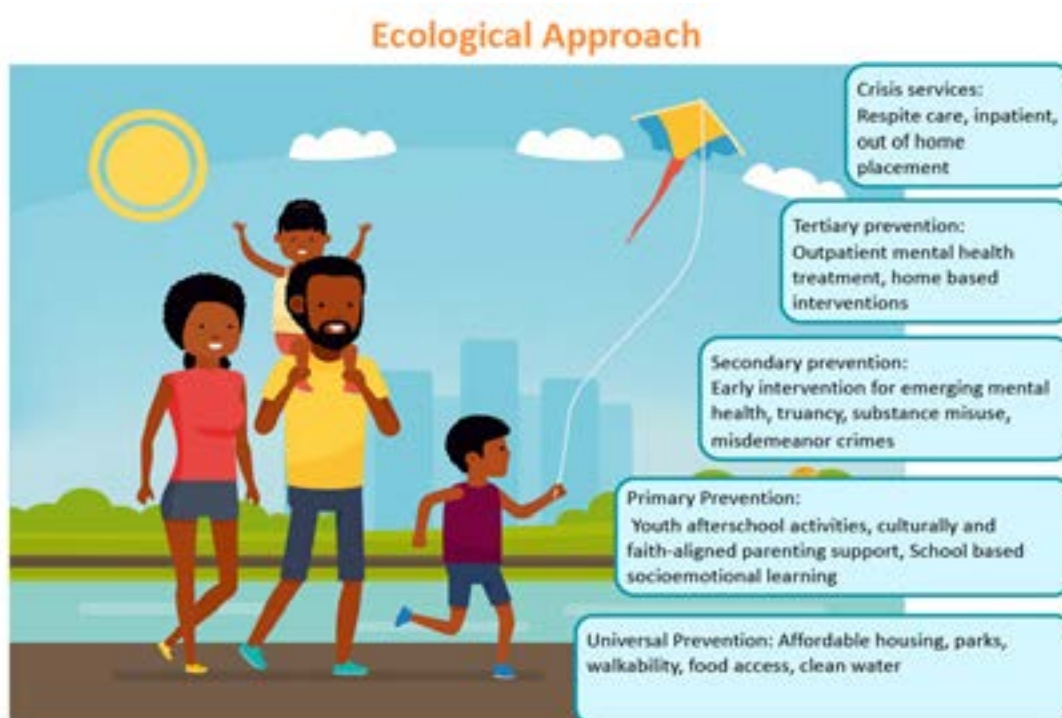 Ecological Approach
Crisis services:
Respite care, inpatient,
out of home
placement
Tertiary prevention:
Outpatient mental health
treatment, home based
interventions
Secondary prevention:
Early intervention for emerging mental
health, truancy, substance misuse,
misdemeanor crimes
Primary Prevention:
Youth afterschool activities, culturally and
faith-aligned parenting support, School based
socioemotional learning
Universal Prevention: Affordable housing, parks,
walkability, food access, clean water